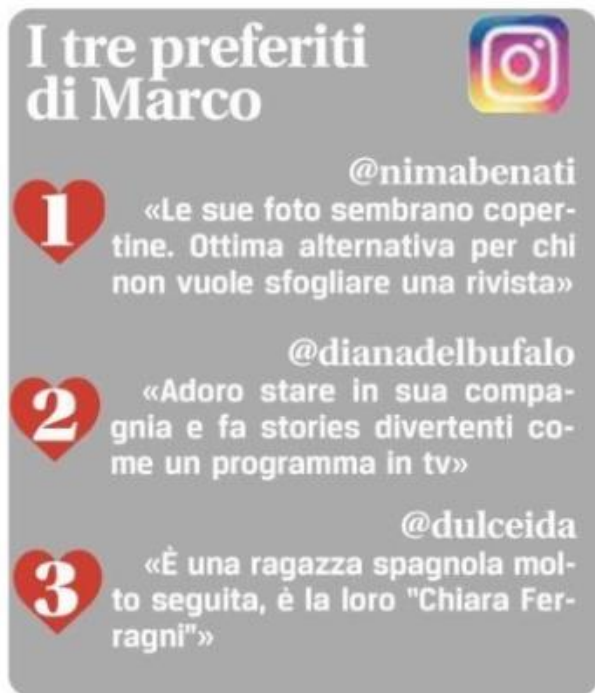 I tre preferiti
di Marco
@nimabenati
1
«Le sue foto sembrano coper-
tine. Ottima alternativa per chi
non vuole sfogliare una rivista»
@dianadelbufalo
2
«Adoro stare in sua compa-
gnia e fa stories divertenti co-
me un programma in tv»
@dulceida
3
«È una ragazza spagnola mol-
to seguita, è la loro "Chiara Fer-
ragni"»